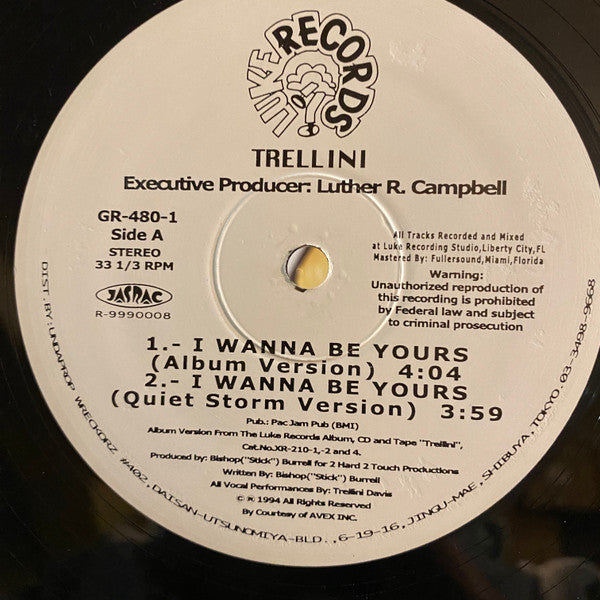 LUKE RECORDS
TRELLINI
Executive Producer: Luther R. Campbell
GR-480-1
Side A
STEREO
33 1/3 RPM
JASRAC
R-9990008
All Tracks Recorded and Mixed
at Luke Recording Studio,Liberty City,FL
Mastered By: Fullersound,Miami,Florida
Warning:
Unauthorized reproduction of
this recording is prohibited
by Federal law and subject
to criminal prosecution
1.- I WANNA BE YOURS
(Album Version) 4:04
2.- I WANNA BE YOURS
(Quiet Storm Version) 3:59
Pub.: Pac Jam Pub (BMI)
Album Version From The Luke Records Album, CD and Tape "Trellini",
Cat.No.XR-210-1,-2 and 4.
Produced by: Bishop("Stick") Burrell for 2 Hard 2 Touch Productions
Written By: Bishop("Stick") Burrell
All Vocal Performances By: Trellini Davis
© ℗ 1994 All Rights Reserved
By Courtesy of AVEX INC.
DIST.BY:UNDAPROP WRECKORZ #402,DAISAN-UTSUNOMIYA-BLD.,6-19-16,JINGU-MAE,SHIBUYA,TOKYO.03-3498-9668